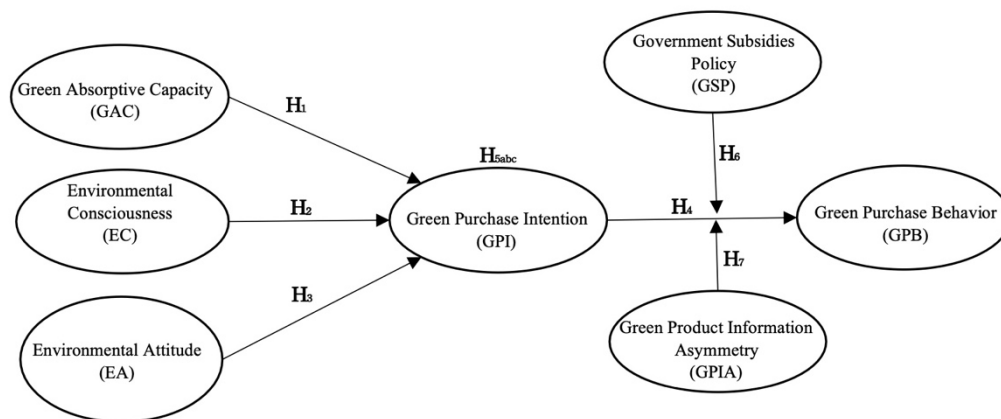 Government Subsidies
Policy
(GSP)
Green Absorptive Capacity
(GAC)
H1
H6
H5abc
Environmental
Consciousness
(EC)
H2
Green Purchase Intention
(GPI)
H4
Green Purchase Behavior
(GPB)
H3
H7
Environmental Attitude
(EA)
Green Product Information
Asymmetry
(GPIA)